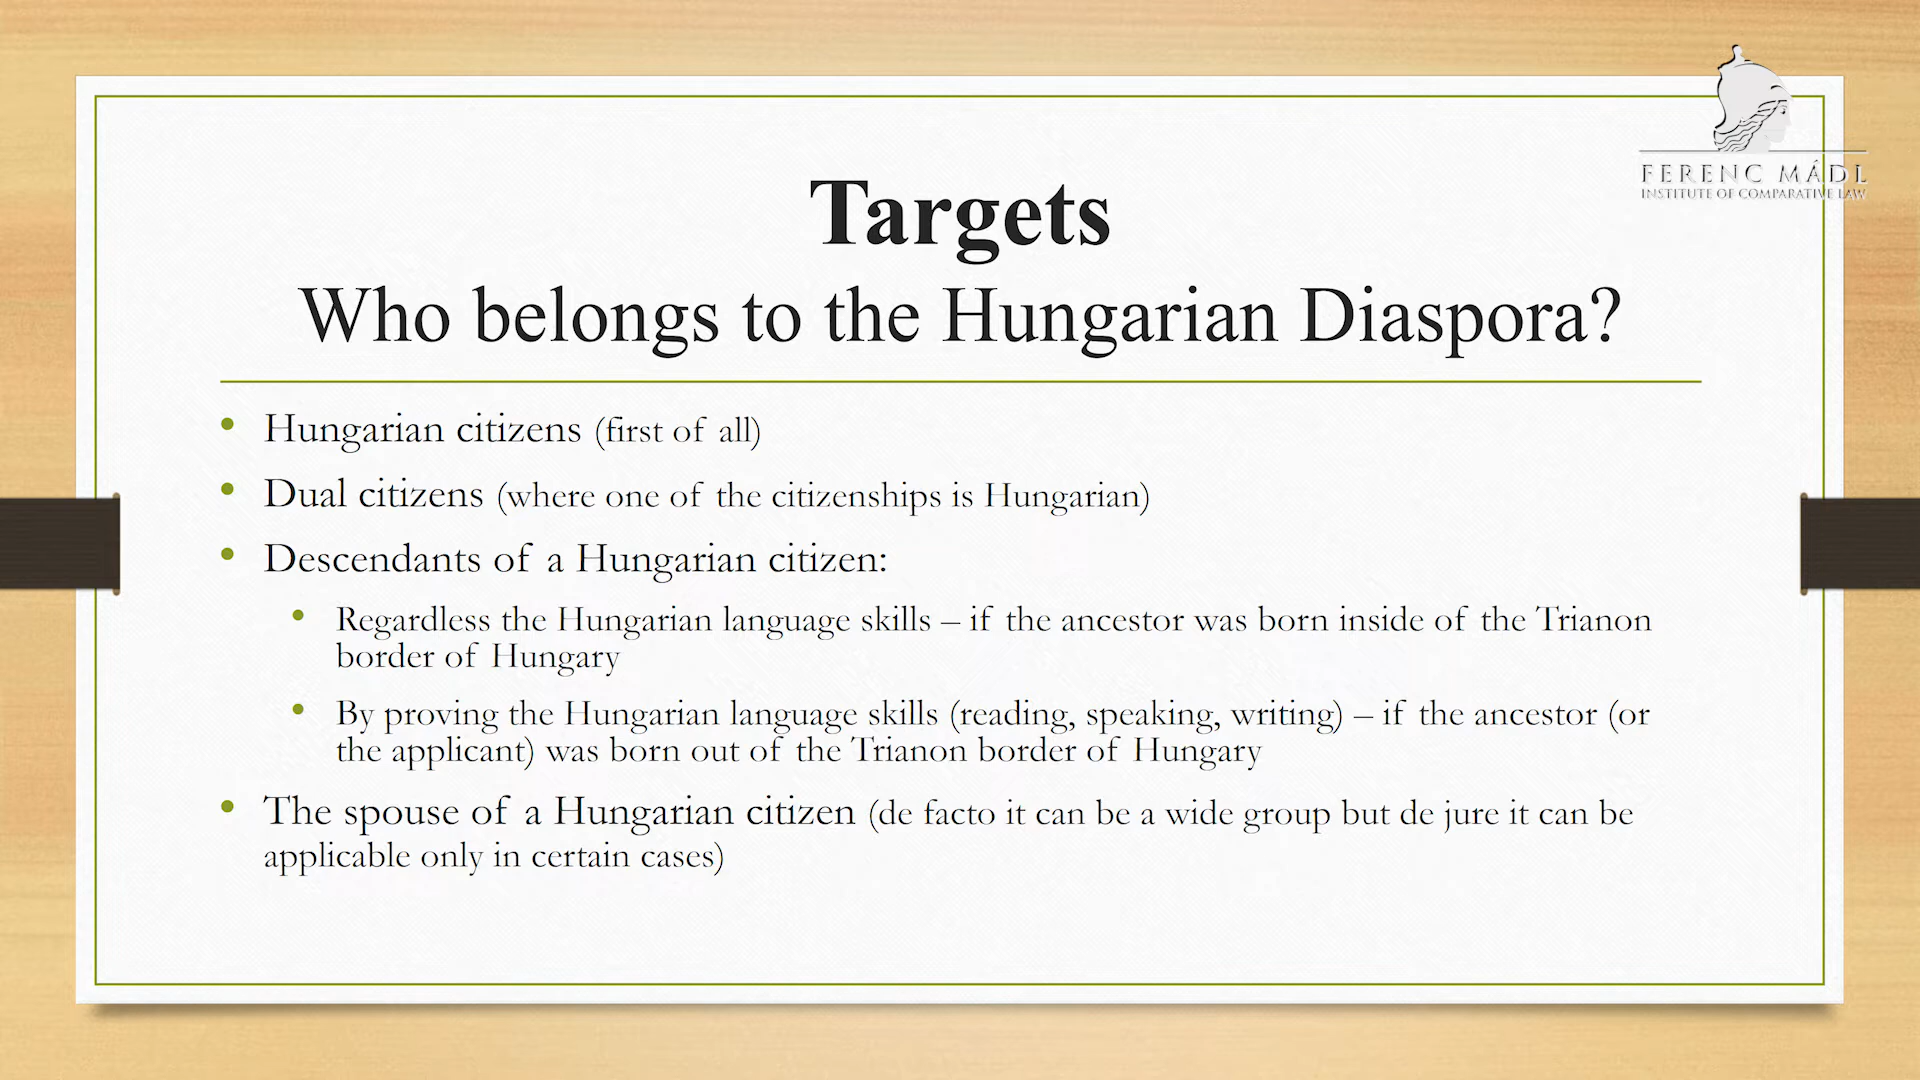 FERENC MÁDL
INSTITUTE OF COMPARATIVE LAW
Targets
Who belongs to the Hungarian Diaspora?
• Hungarian citizens (first of all)
• Dual citizens (where one of the citizenships is Hungarian)
• Descendants of a Hungarian citizen:
• Regardless the Hungarian language skills – if the ancestor was born inside of the Trianon
border of Hungary
• By proving the Hungarian language skills (reading, speaking, writing) – if the ancestor (or
the applicant) was born out of the Trianon border of Hungary
• The spouse of a Hungarian citizen (de facto it can be a wide group but de jure it can be
applicable only in certain cases)